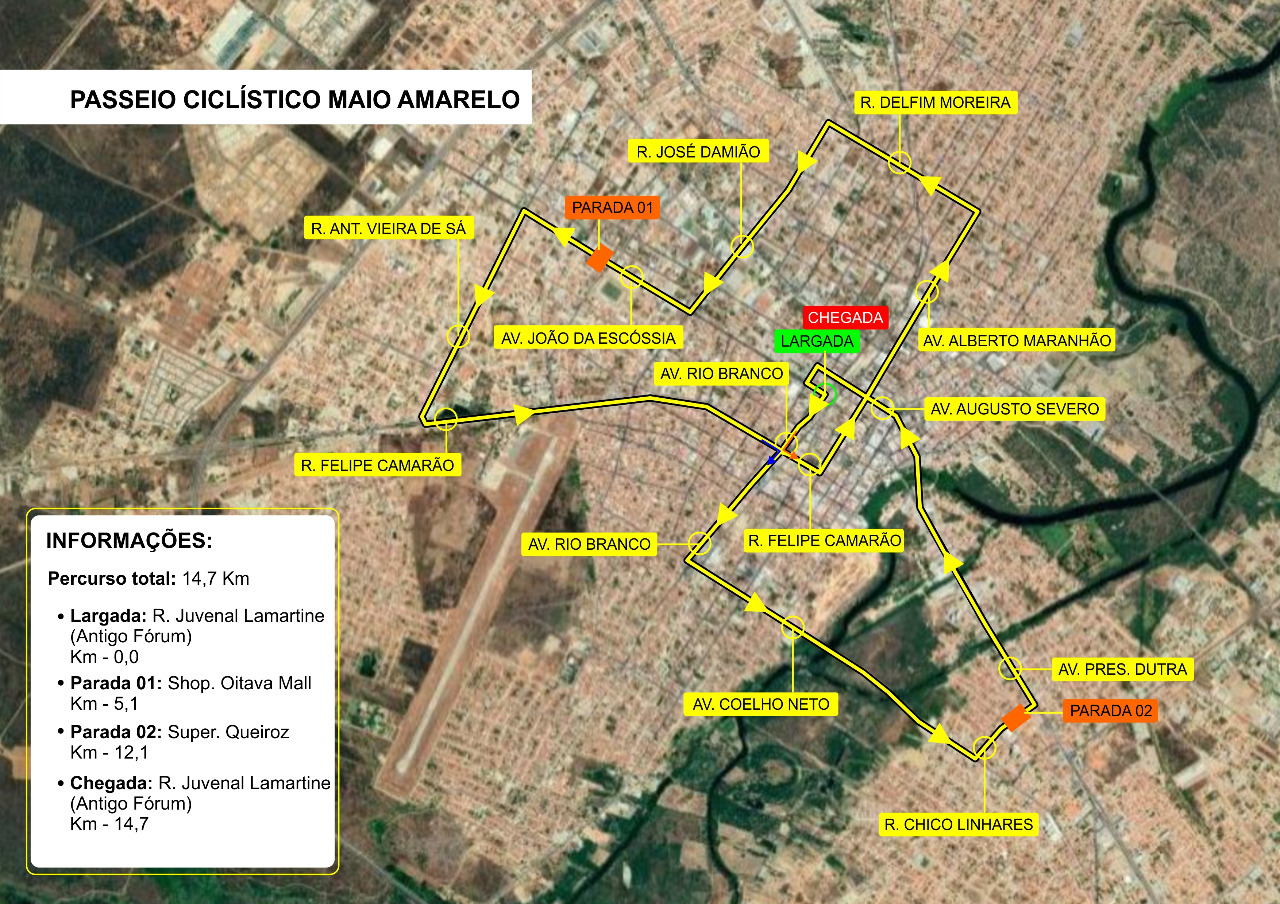 PASSEIO CICLÍSTICO MAIO AMARELO
R. DELFIM MOREIRA
R. JOSÉ DAMIÃO
PARADA 01
R. ANT. VIEIRA DE SÁ
CHEGADA
LARGADA
AV. JOÃO DA ESCÓSSIA
AV. ALBERTO MARANHÃO
AV. RIO BRANCO
AV. AUGUSTO SEVERO
R. FELIPE CAMARÃO
AV. RIO BRANCO
R. FELIPE CAMARÃO
AV. PRES. DUTRA
AV. COELHO NETO
PARADA 02
R. CHICO LINHARES
INFORMAÇÕES:
Percurso total: 14,7 Km
• Largada: R. Juvenal Lamartine
(Antigo Fórum)
Km - 0,0
• Parada 01: Shop. Oitava Mall
Km - 5,1
• Parada 02: Super. Queiroz
Km - 12,1
• Chegada: R. Juvenal Lamartine
(Antigo Fórum)
Km - 14,7